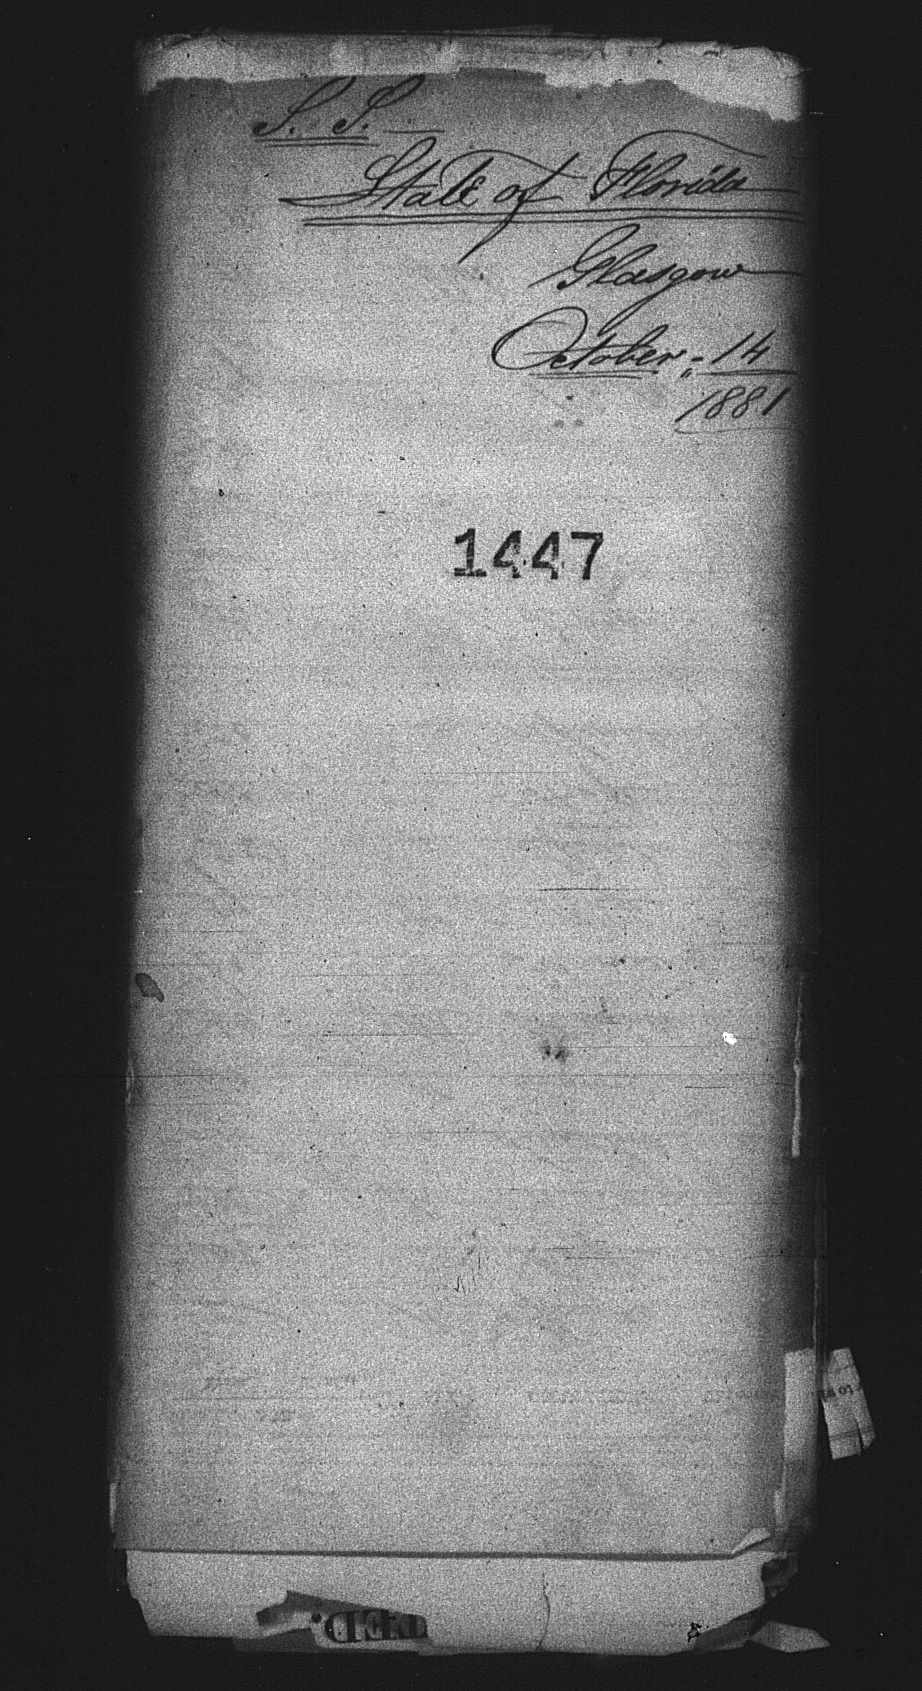 S. S.
State of Florida
Glasgow
October 14
1881
1447